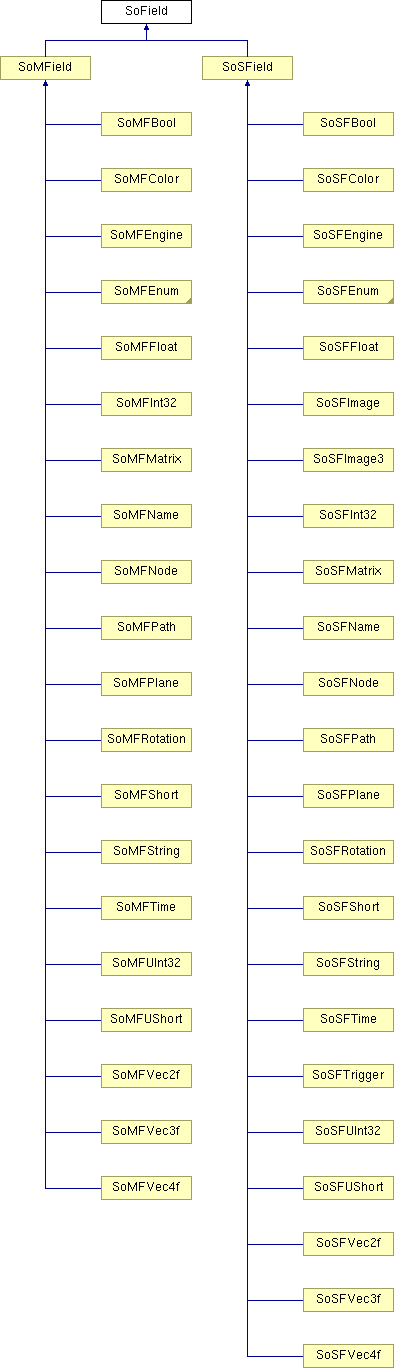 SoField
SoMField
SoSField
SoMFBool
SoSFBool
SoMFColor
SoSFColor
SoMFEngine
SoSFEngine
SoMFEnum
SoSFEnum
SoMFFloat
SoSFFloat
SoMFInt32
SoSFImage
SoMFMatrix
SoSFImage3
SoMFName
SoSFInt32
SoMFNode
SoSFMatrix
SoMFPath
SoSFName
SoMFPlane
SoSFNode
SoMFRotation
SoSFPath
SoMFShort
SoSFPlane
SoMFString
SoSFRotation
SoMFTime
SoSFShort
SoMFUInt32
SoSFString
SoMFUShort
SoSFTime
SoMFVec2f
SoSFTrigger
SoMFVec3f
SoSFUInt32
SoMFVec4f
SoSFUShort
SoSFVec2f
SoSFVec3f
SoSFVec4f